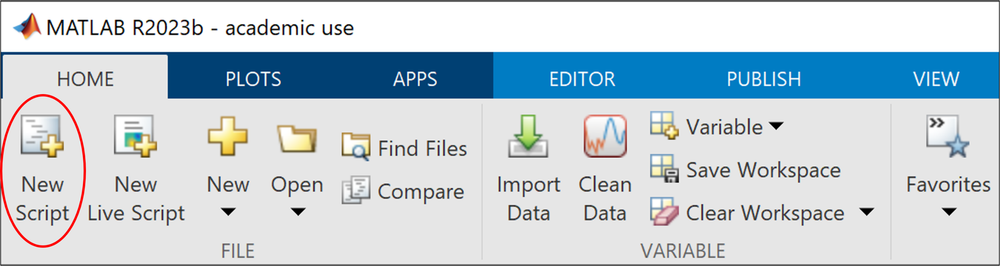 MATLAB R2023b - academic use
HOME
PLOTS
APPS
EDITOR
PUBLISH
VIEW
New
Script
New
Live Script
New
Open
Find Files
Compare
FILE
Import
Data
Clean
Data
Variable
Save Workspace
Clear Workspace
VARIABLE
Favorites